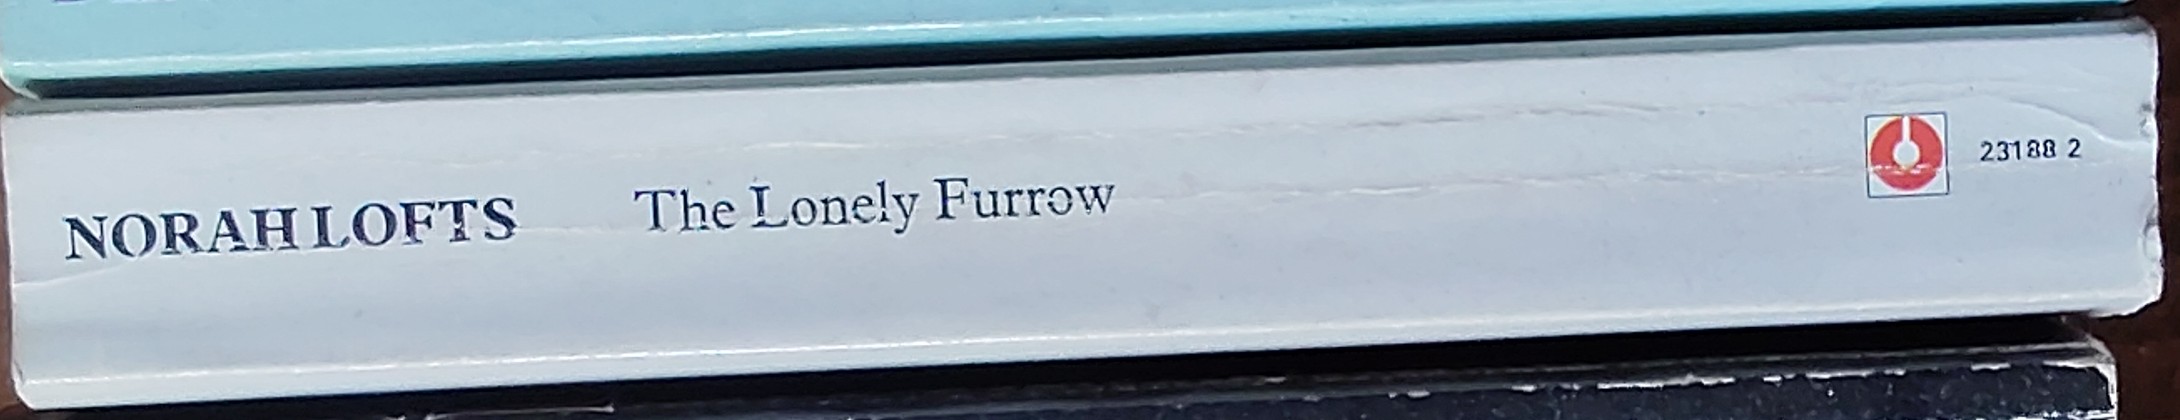 NORAH LOFTS The Lonely Furrow 23188 2